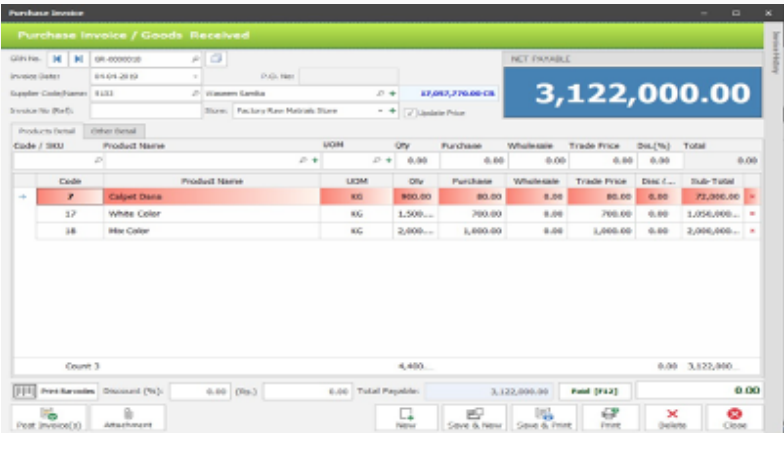 Purchase Invoice
Purchase Invoice / Goods Received
Invoice History
GRN No. GR-0000010
NET PAYABLE
3,122,000.00
Invoice Date: 04-04-2019 P.O. No:
Supplier Code/Name: Waseem 17,057,770.00 CR
Invoice No (Ref): Store: Factory Raw Store Update Price
Products Detail Other Detail
Code / SKU Product Name UOM Qty Purchase Wholesale Trade Price Dis.(%) Total
0.00 0.00 0.00 0.00 0.00 0.00
Code Product Name UOM Qty Purchase Wholesale Trade Price Disc (... Sub-Total
7 Calpet Dana KG 900.00 80.00 0.00 80.00 0.00 72,000.00
17 White Color KG 1,500.... 700.00 0.00 700.00 0.00 1,050,000...
18 Mix Color KG 2,000.... 1,000.00 0.00 1,000.00 0.00 2,000,000...
Count 3 4,400... 0.00 3,122,000...
Print Barcodes Discount (%): 0.00 (Rs.) 0.00 Total Payable: 3,122,000.00 Paid [F12] 0.00
Post Invoice(s) Attachment New Save & New Save & Print Print Delete Close